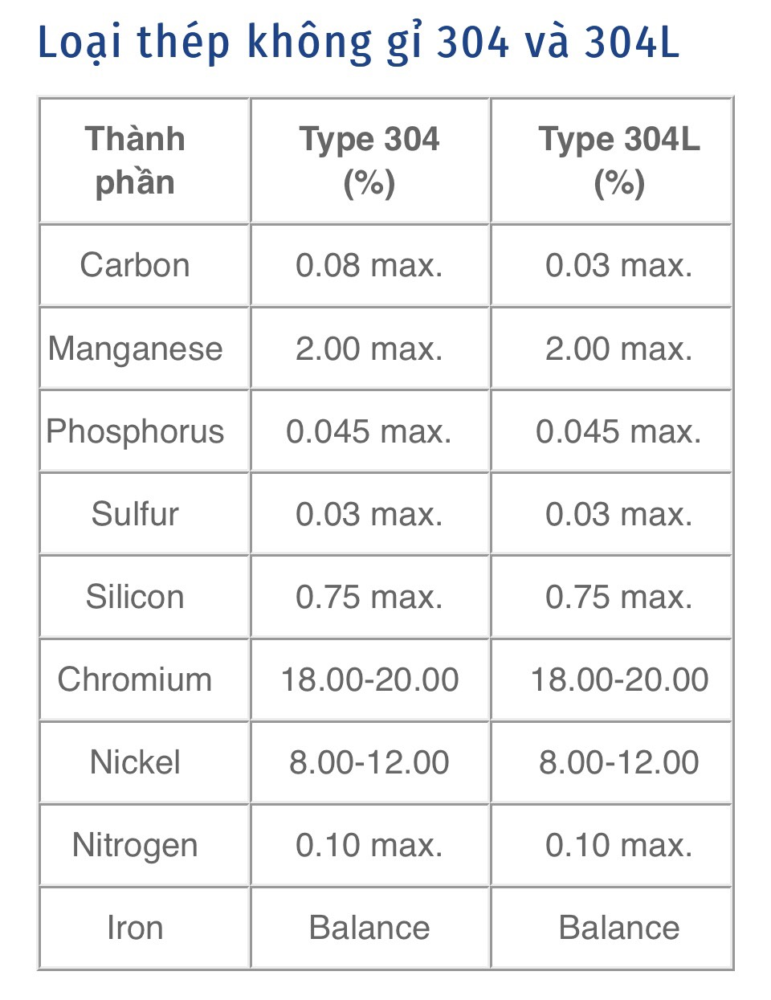 Loại thép không gỉ 304 và 304L
Thành phần Type 304 (%) Type 304L (%)
Carbon 0.08 max. 0.03 max.
Manganese 2.00 max. 2.00 max.
Phosphorus 0.045 max. 0.045 max.
Sulfur 0.03 max. 0.03 max.
Silicon 0.75 max. 0.75 max.
Chromium 18.00-20.00 18.00-20.00
Nickel 8.00-12.00 8.00-12.00
Nitrogen 0.10 max. 0.10 max.
Iron Balance Balance